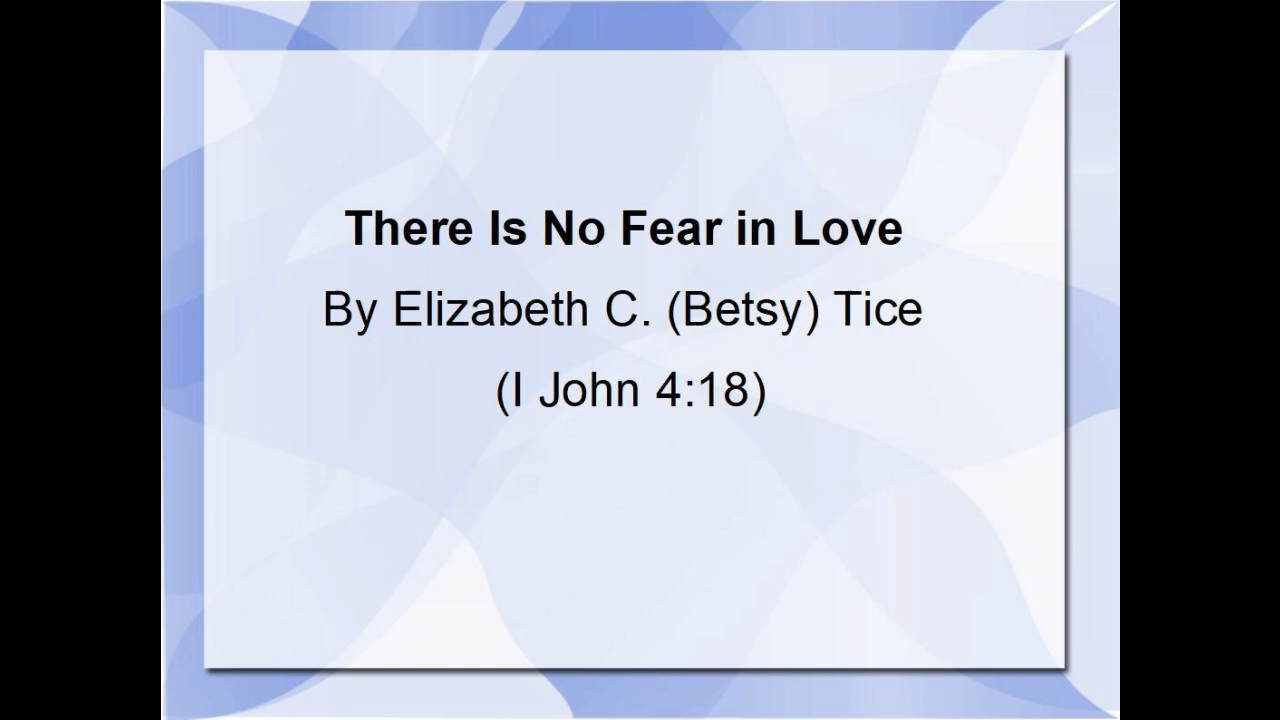 There Is No Fear in Love
By Elizabeth C. (Betsy) Tice
(I John 4:18)